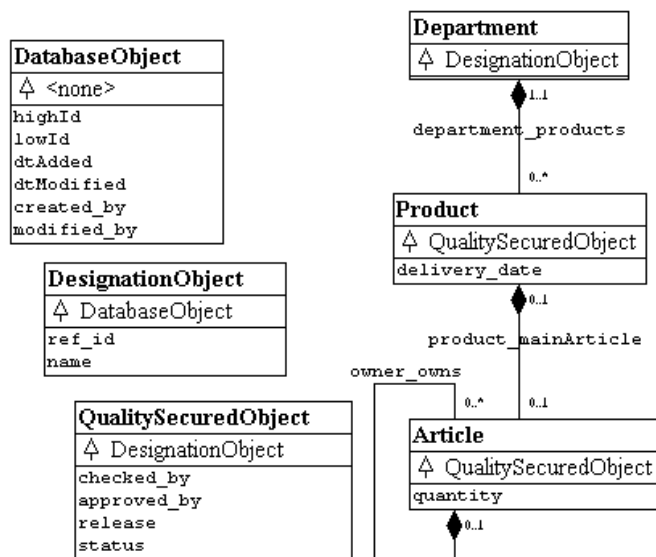 DatabaseObject
<none>
highId
lowId
dtAdded
dtModified
created_by
modified_by
DesignationObject
DatabaseObject
ref_id
name
QualitySecuredObject
DesignationObject
checked_by
approved_by
release
status
Department
DesignationObject
1..1
department_products
0..*
Product
QualitySecuredObject
delivery_date
0..1
product_mainArticle
owner_owns
0..*
0..1
Article
QualitySecuredObject
quantity
0..1